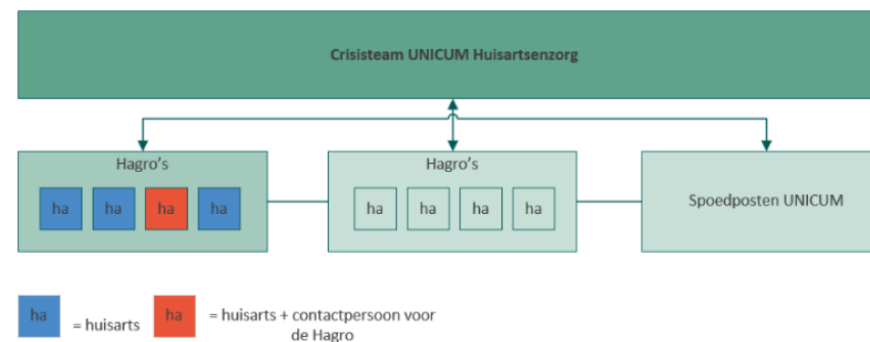 Crisisteam UNICUM Huisartsenzorg
Hagro's
ha ha ha ha
Hagro's
ha ha ha ha
Spoedposten UNICUM
ha = huisarts
ha = huisarts + contactpersoon voor
de Hagro